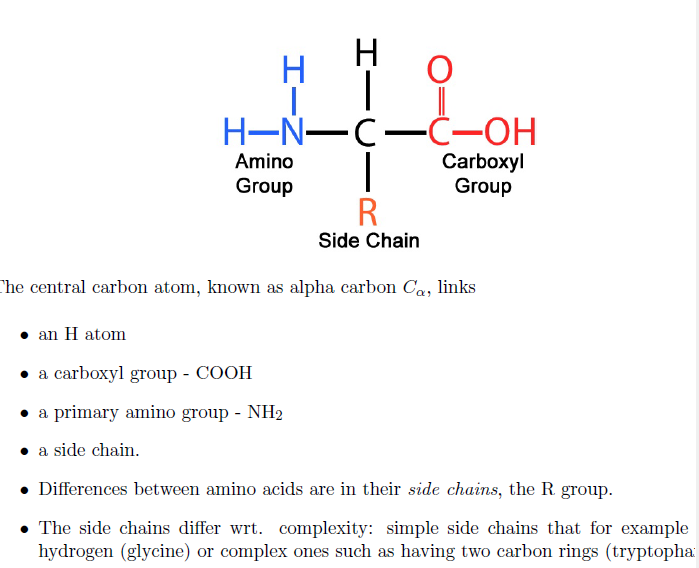 H
H
O
H—N—C—C—OH
Amino
Carboxyl
Group
Group
R
Side Chain
The central carbon atom, known as alpha carbon Cα, links
• an H atom
• a carboxyl group - COOH
• a primary amino group - NH₂
• a side chain.
• Differences between amino acids are in their side chains, the R group.
• The side chains differ wrt. complexity: simple side chains that for example
hydrogen (glycine) or complex ones such as having two carbon rings (tryptopha